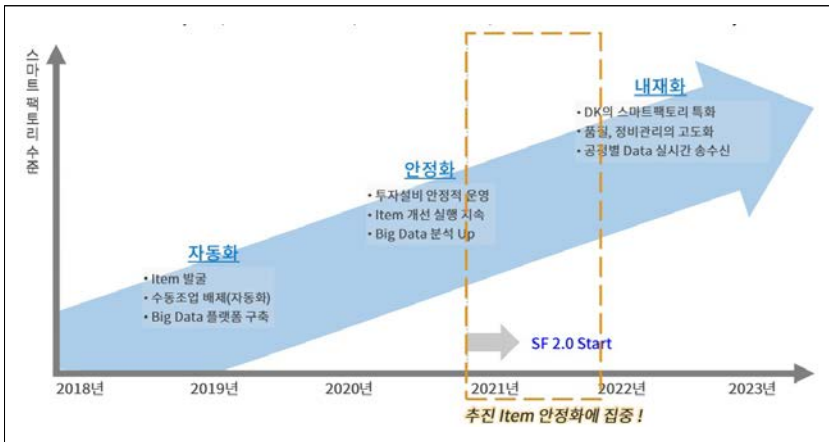 스마트팩토리 수준
내재화
• DK의 스마트팩토리 특화
• 품질, 정비관리의 고도화
• 공정별 Data 실시간 송수신
안정화
• 투자설비 안정적 운영
• Item 개선 실행 지속
• Big Data 분석 Up
자동화
• Item 발굴
• 수동조업 배제(자동화)
• Big Data 플랫폼 구축
SF 2.0 Start
2018년 2019년 2020년 2021년 2022년 2023년
추진 Item 안정화에 집중 !